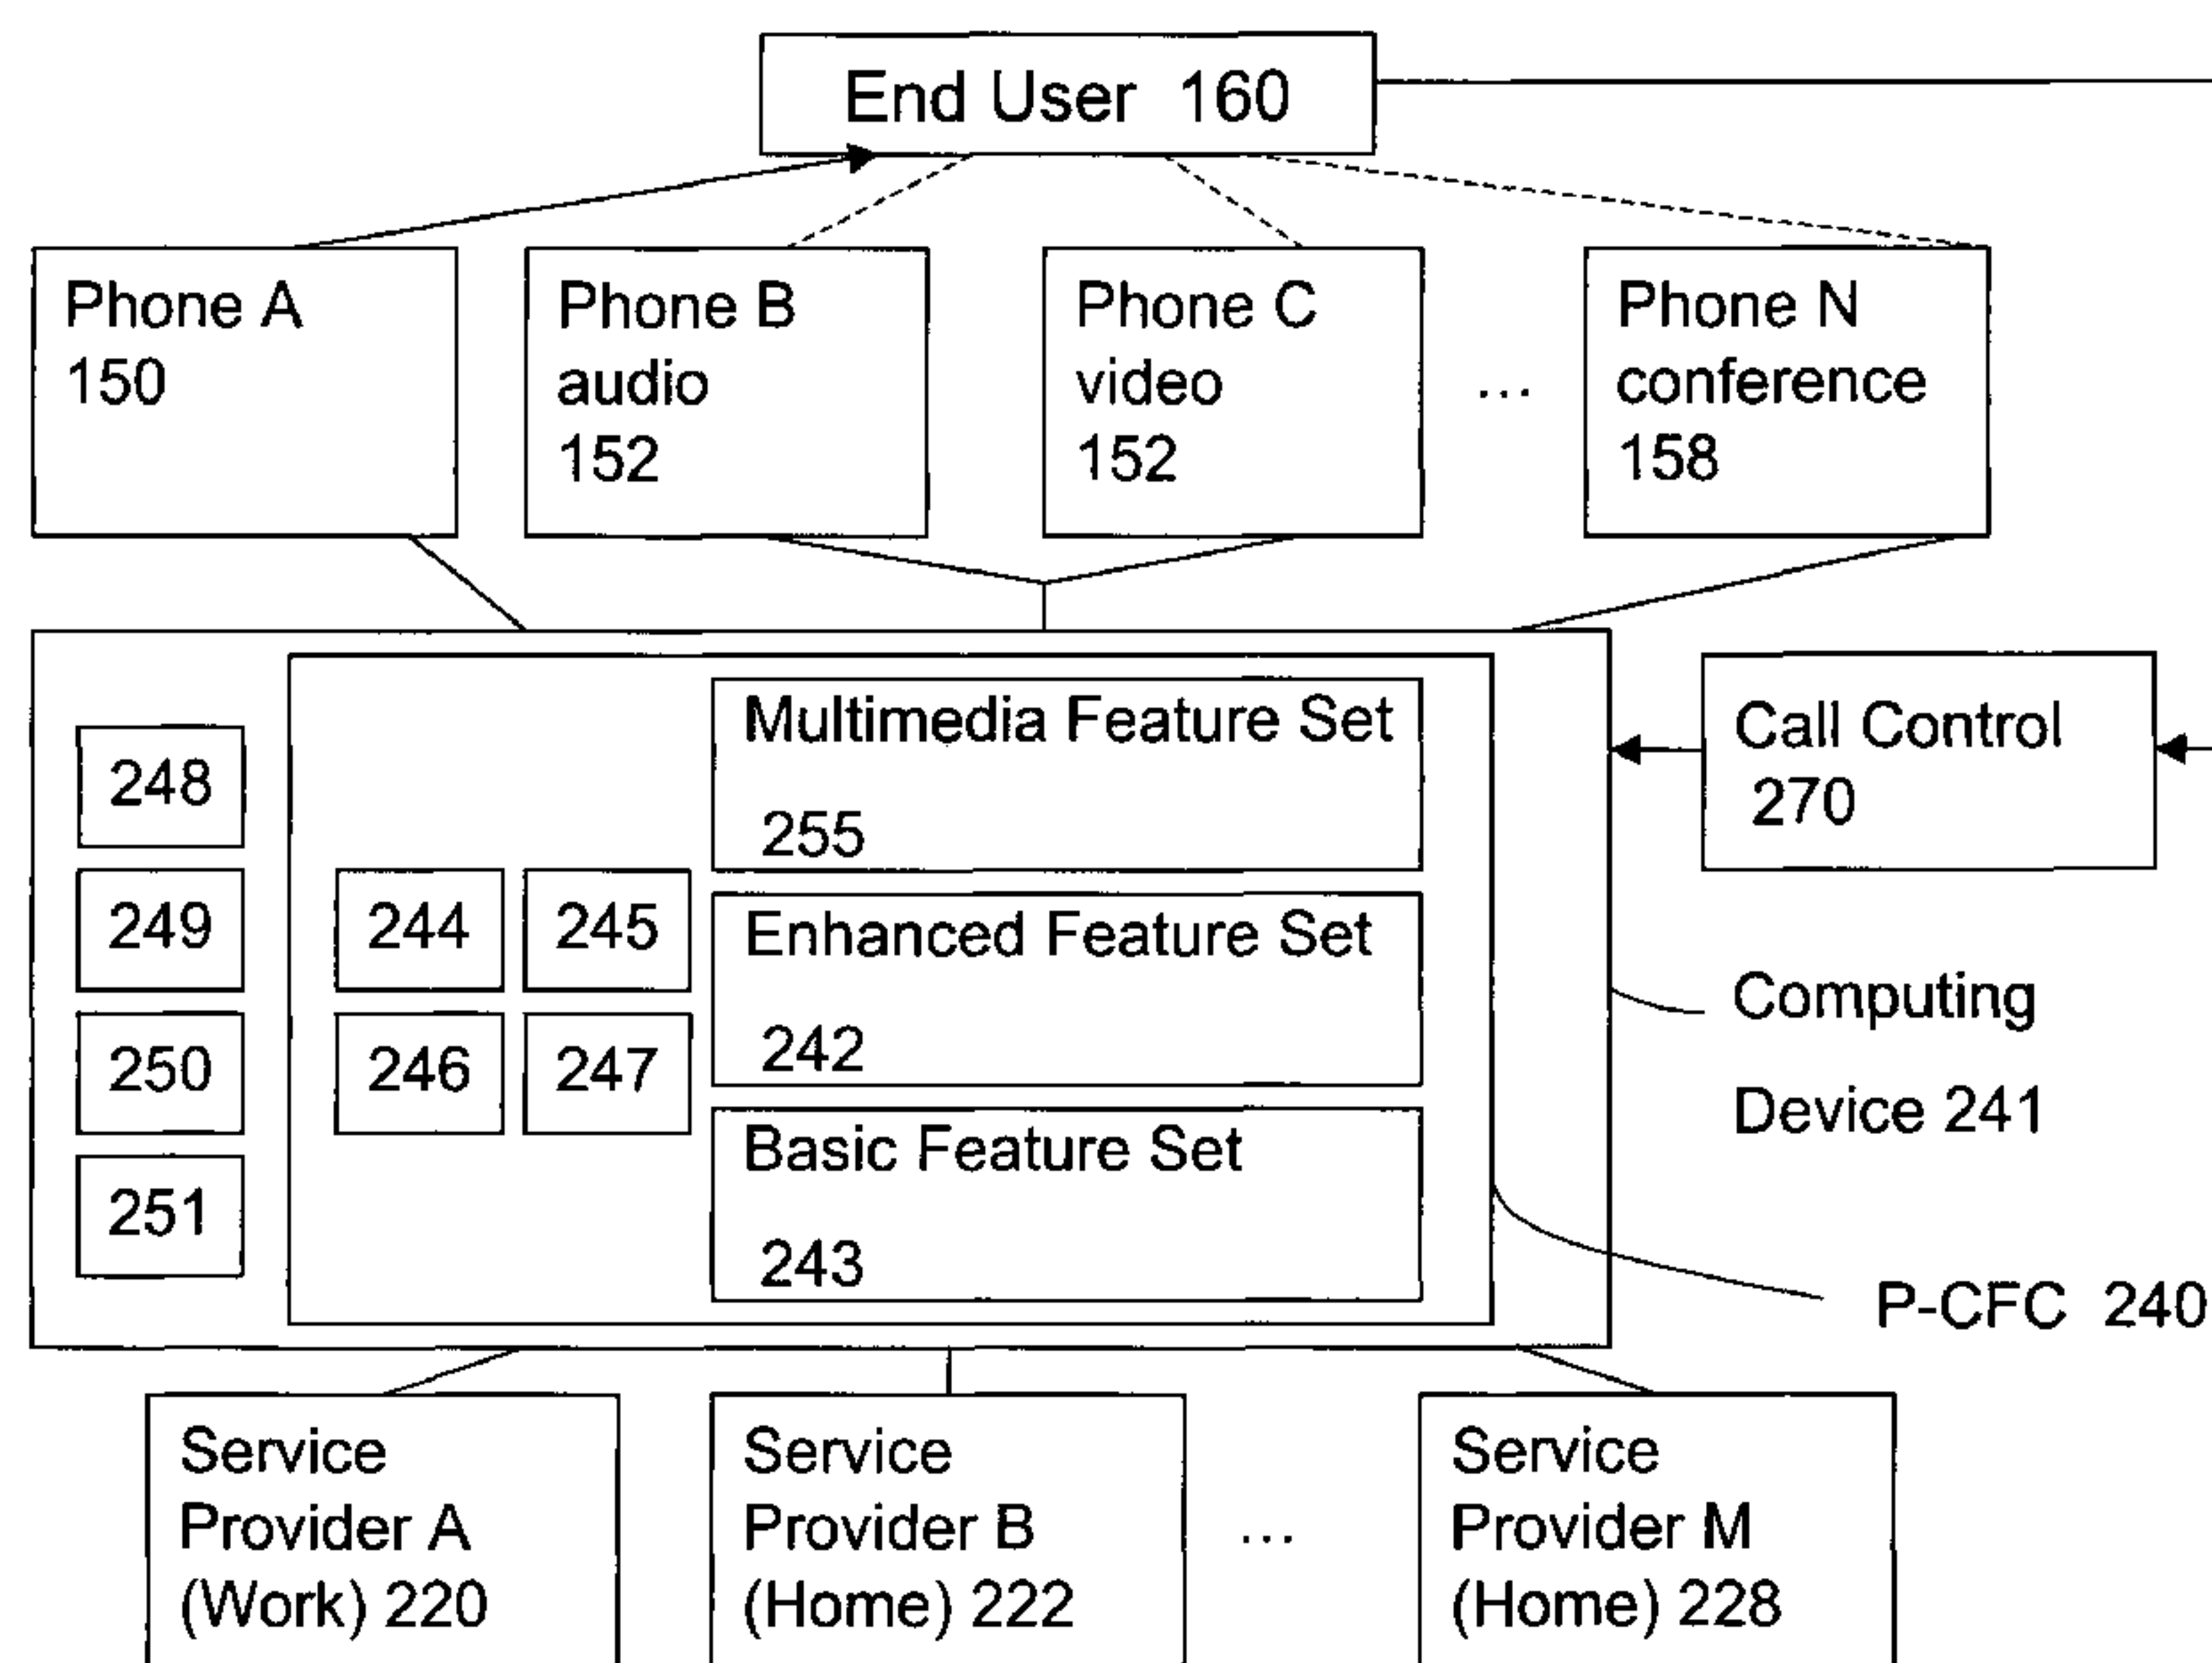 End User 160
Phone A
150
Phone B
audio
152
Phone C
video
152
...
Phone N
conference
158
248
249
250
251
244
245
246
247
Multimedia Feature Set
255
Enhanced Feature Set
242
Basic Feature Set
243
Call Control
270
Computing
Device 241
P-CFC 240
Service
Provider A
(Work) 220
Service
Provider B
(Home) 222
...
Service
Provider M
(Home) 228